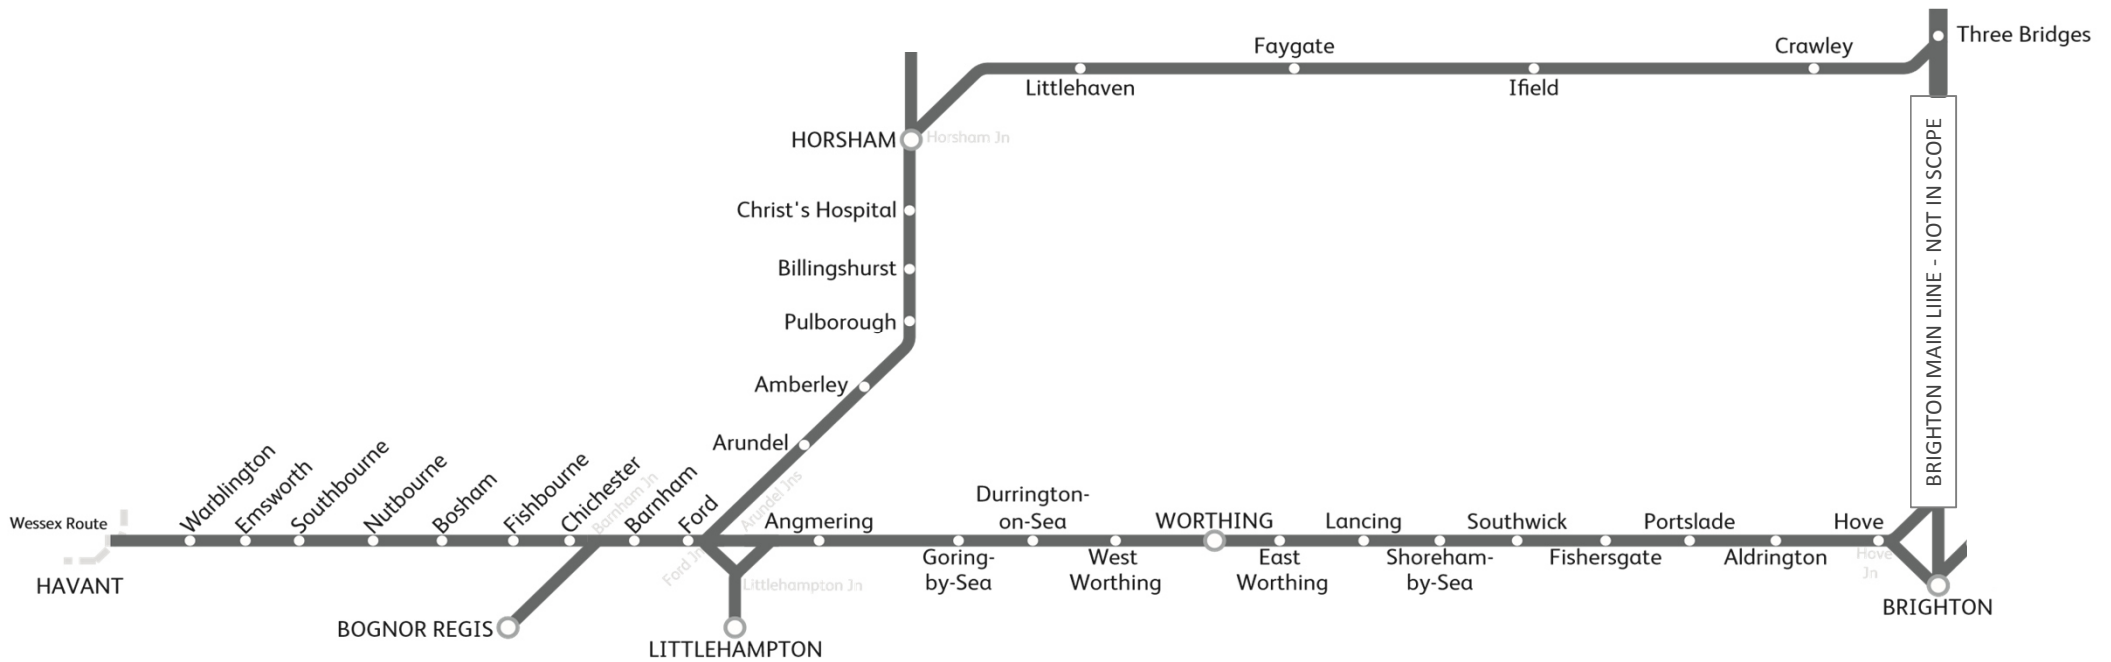 Three Bridges
Faygate
Crawley
Littlehaven
Ifield
HORSHAM
Horsham Jn
Christ's Hospital
Billingshurst
Pulborough
Amberley
Arundel
BRIGHTON MAIN LIINE - NOT IN SCOPE
Wessex Route
HAVANT
Warblington
Emsworth
Southbourne
Nutbourne
Bosham
Fishbourne
Chichester
Barnham Jn
Barnham
Ford
Ford Jn
Arundel Jns
Angmering
Littlehampton Jn
Goring-
by-Sea
Durrington-
on-Sea
West
Worthing
WORTHING
East
Worthing
Lancing
Shoreham-
by-Sea
Southwick
Fishersgate
Portslade
Aldrington
Hove
Hove
Jn
BRIGHTON
BOGNOR REGIS
LITTLEHAMPTON